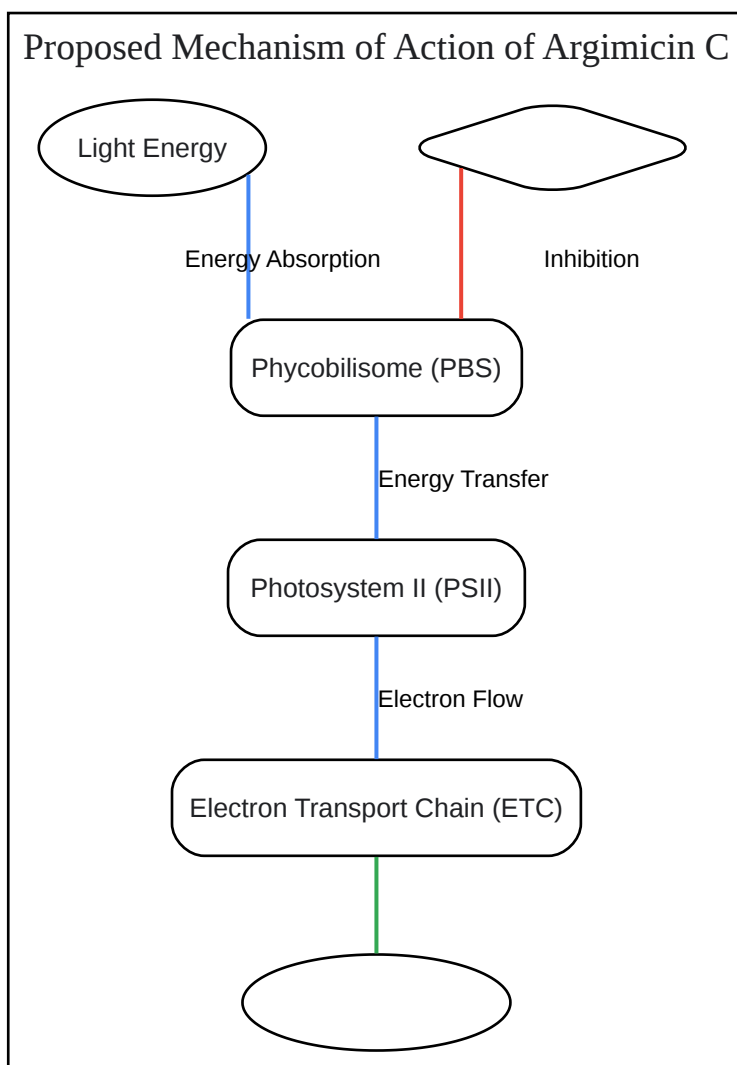 Proposed Mechanism of Action of Argimicin C
Light Energy
Energy Absorption
Inhibition
Phycobilisome (PBS)
Energy Transfer
Photosystem II (PSII)
Electron Flow
Electron Transport Chain (ETC)